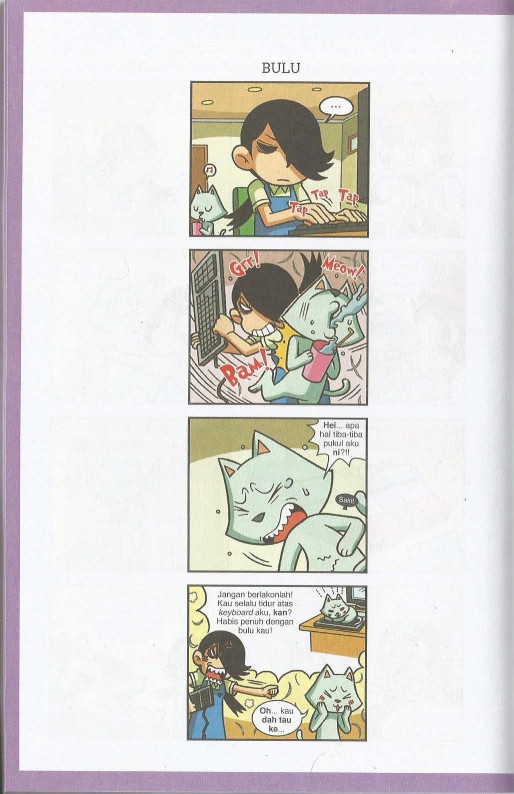 BULU
...
TAP
TAP
TAP
GRR!
MEOW!
BAM!
Hei... apa
hal tiba-tiba
pukul aku
ni?!!
Sakit
Jangan berlakonlah!
Kau selalu tidur atas
keyboard aku, kan?
Habis penuh dengan
bulu kau!
Oh... kau
dah tau
ke...